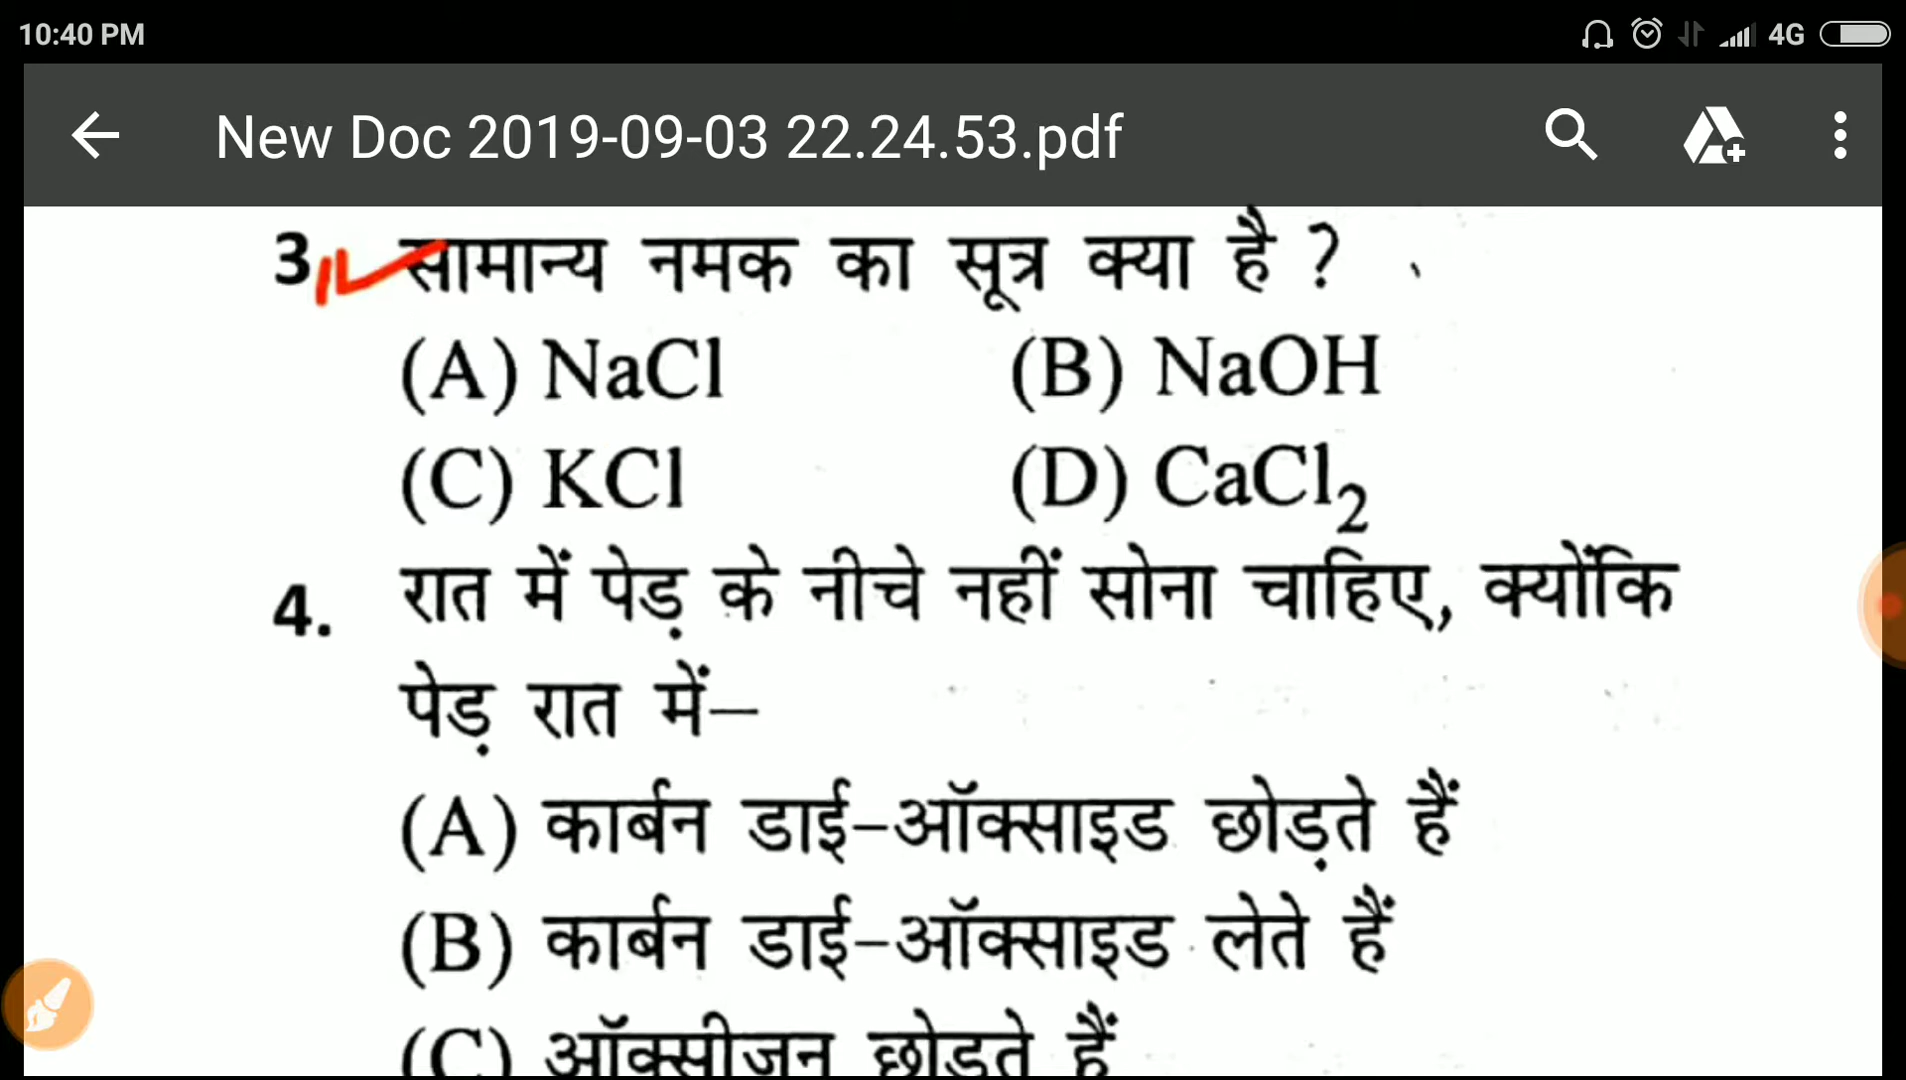 10:40 PM 4G
New Doc 2019-09-03 22.24.53.pdf
3 सामान्य नमक का सूत्र क्या है ?
(A) NaCl (B) NaOH
(C) KCl (D) CaCl₂
4. रात में पेड़ के नीचे नहीं सोना चाहिए, क्योंकि
पेड़ रात में–
(A) कार्बन डाई–ऑक्साइड छोड़ते हैं
(B) कार्बन डाई–ऑक्साइड लेते हैं
(C) ऑक्सीजन छोड़ते हैं